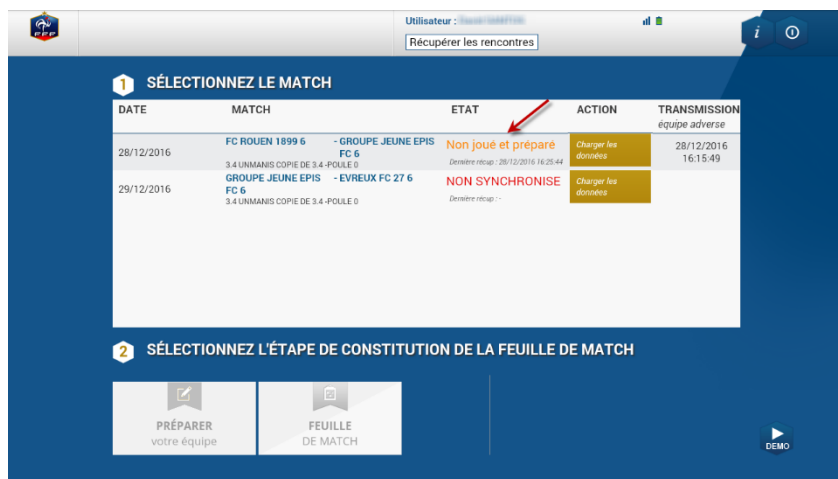 FFF
Utilisateur :
Récupérer les rencontres
i
1 SÉLECTIONNEZ LE MATCH
DATE MATCH ETAT ACTION TRANSMISSION
équipe adverse
28/12/2016 FC ROUEN 1899 6 - GROUPE JEUNE EPIS FC 6 Non joué et préparé Charger les données 28/12/2016 16:15:49
3.4 UNMANIS COPIE DE 3.4 -POULE 0 Dernière récup : 28/12/2016 16:25:44
29/12/2016 GROUPE JEUNE EPIS FC 6 - EVREUX FC 27 6 NON SYNCHRONISE Charger les données
3.4 UNMANIS COPIE DE 3.4 -POULE 0 Dernière récup : -
2 SÉLECTIONNEZ L'ÉTAPE DE CONSTITUTION DE LA FEUILLE DE MATCH
PRÉPARER
votre équipe
FEUILLE
DE MATCH
DEMO